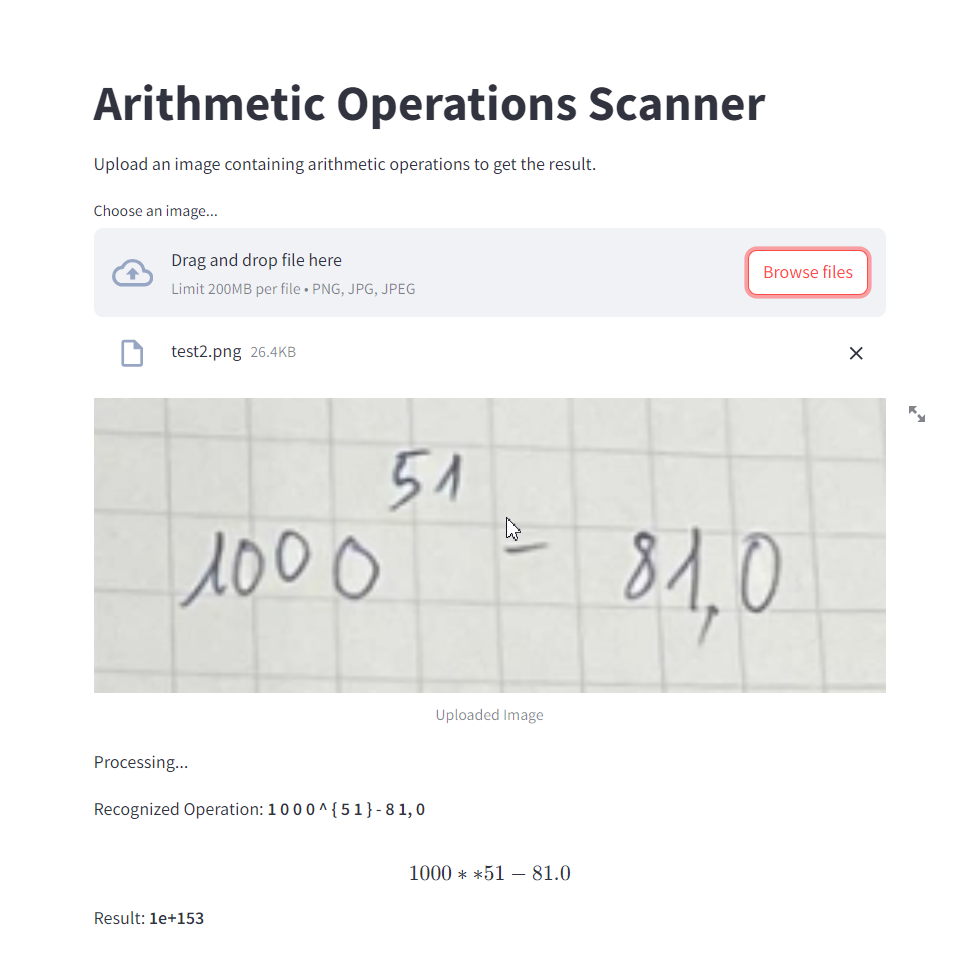 Arithmetic Operations Scanner
Upload an image containing arithmetic operations to get the result.
Choose an image...
Drag and drop file here
Limit 200MB per file • PNG, JPG, JPEG
Browse files
test2.png 26.4KB
1000^51 - 81,0
Uploaded Image
Processing...
Recognized Operation: 1 0 0 0 ^ { 5 1 } - 8 1 , 0
1000 * *51 − 81.0
Result: 1e+153